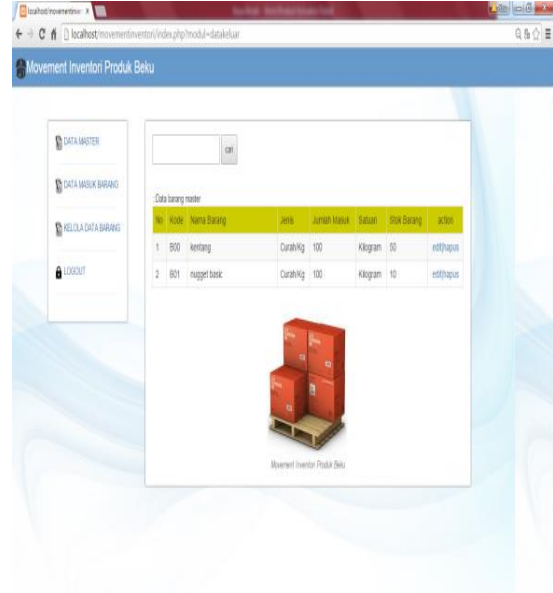 localhost/movementinver
localhost/movementinventori/index.php?modul=datakeluar
Movement Inventori Produk Beku
DATA MASTER
DATA MASUK BARANG
KELOLA DATA BARANG
LOGOUT
cari
Data barang master
No Kode Nama Barang Jenis Jumlah Masuk Satuan Stok Barang action
1 B00 kentang Curah/Kg 100 Kilogram 50 edit|hapus
2 B01 nugget basic Curah/Kg 100 Kilogram 10 edit|hapus
Movement Inventori Produk Beku